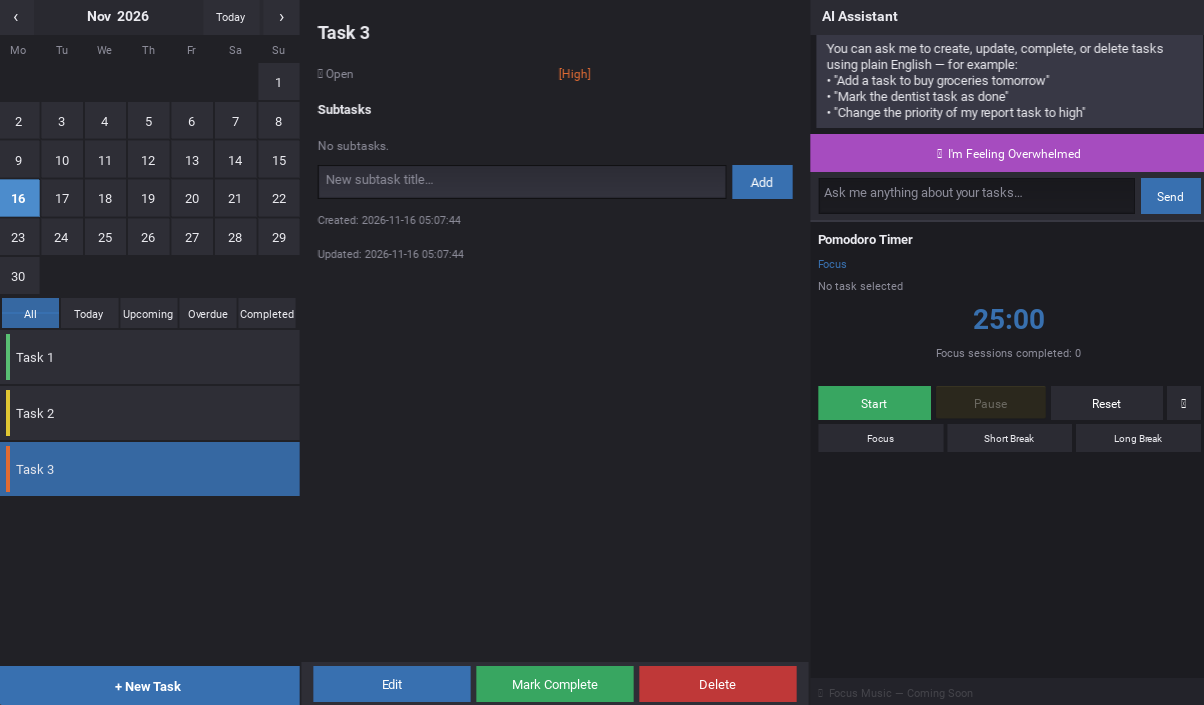 ‹ Nov 2026 Today ›
Mo Tu We Th Fr Sa Su
1
2 3 4 5 6 7 8
9 10 11 12 13 14 15
16 17 18 19 20 21 22
23 24 25 26 27 28 29
30
All Today Upcoming Overdue Completed
Task 1
Task 2
Task 3
+ New Task
Task 3
Open [High]
Subtasks
No subtasks.
New subtask title... Add
Created: 2026-11-16 05:07:44
Updated: 2026-11-16 05:07:44
Edit Mark Complete Delete
AI Assistant
You can ask me to create, update, complete, or delete tasks
using plain English — for example:
• "Add a task to buy groceries tomorrow"
• "Mark the dentist task as done"
• "Change the priority of my report task to high"
I'm Feeling Overwhelmed
Ask me anything about your tasks... Send
Pomodoro Timer
Focus
No task selected
25:00
Focus sessions completed: 0
Start Pause Reset
Focus Short Break Long Break
Focus Music — Coming Soon